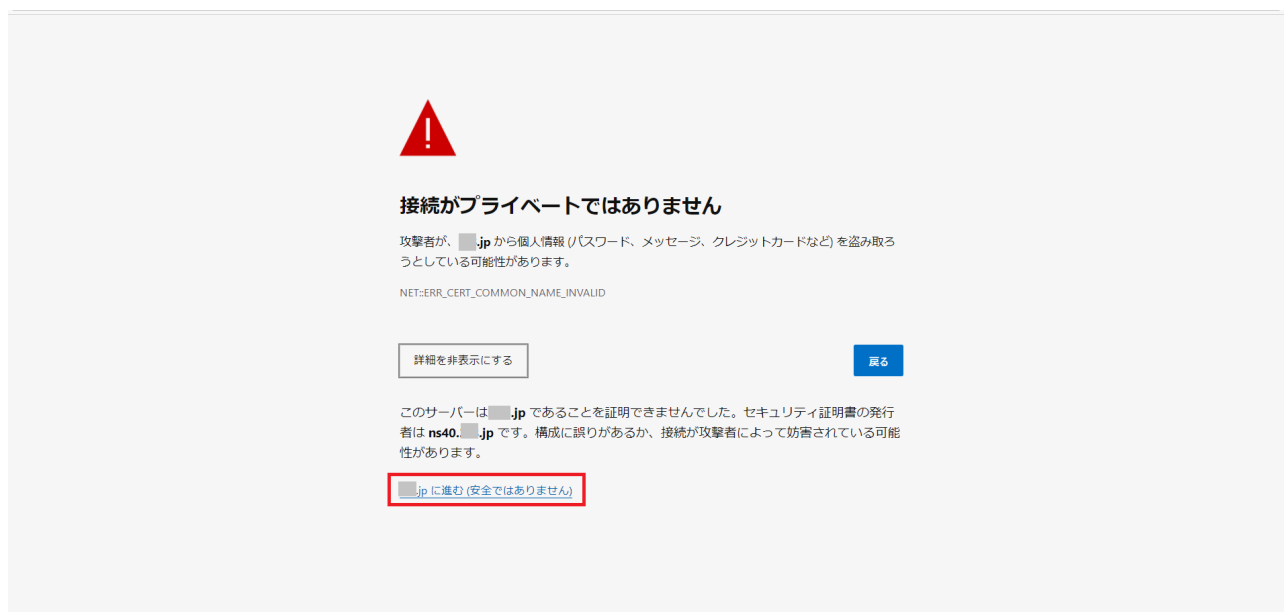 接続がプライベートではありません
攻撃者が、 .jp から個人情報 (パスワード、メッセージ、クレジットカードなど) を盗み取ろ
うとしている可能性があります。
NET::ERR_CERT_COMMON_NAME_INVALID
詳細を非表示にする
戻る
このサーバーは .jp であることを証明できませんでした。セキュリティ証明書の発行
者は ns40. .jp です。構成に誤りがあるか、接続が攻撃者によって妨害されている可能
性があります。
.jp に進む (安全ではありません)